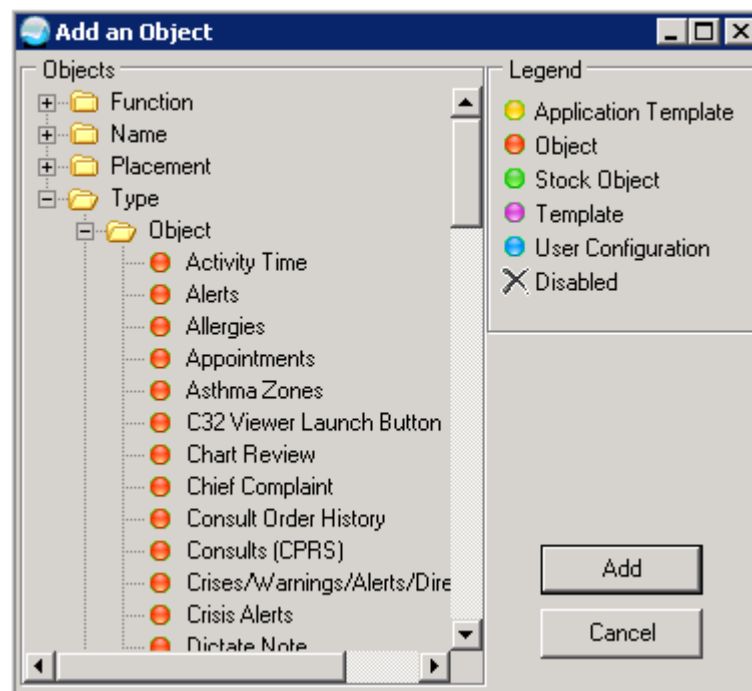 Add an Object
Objects
Function
Name
Placement
Type
Object
Activity Time
Alerts
Allergies
Appointments
Asthma Zones
C32 Viewer Launch Button
Chart Review
Chief Complaint
Consult Order History
Consults (CPRS)
Crises/Warnings/Alerts/Dire
Crisis Alerts
Dictate Note
Legend
Application Template
Object
Stock Object
Template
User Configuration
Disabled
Add
Cancel